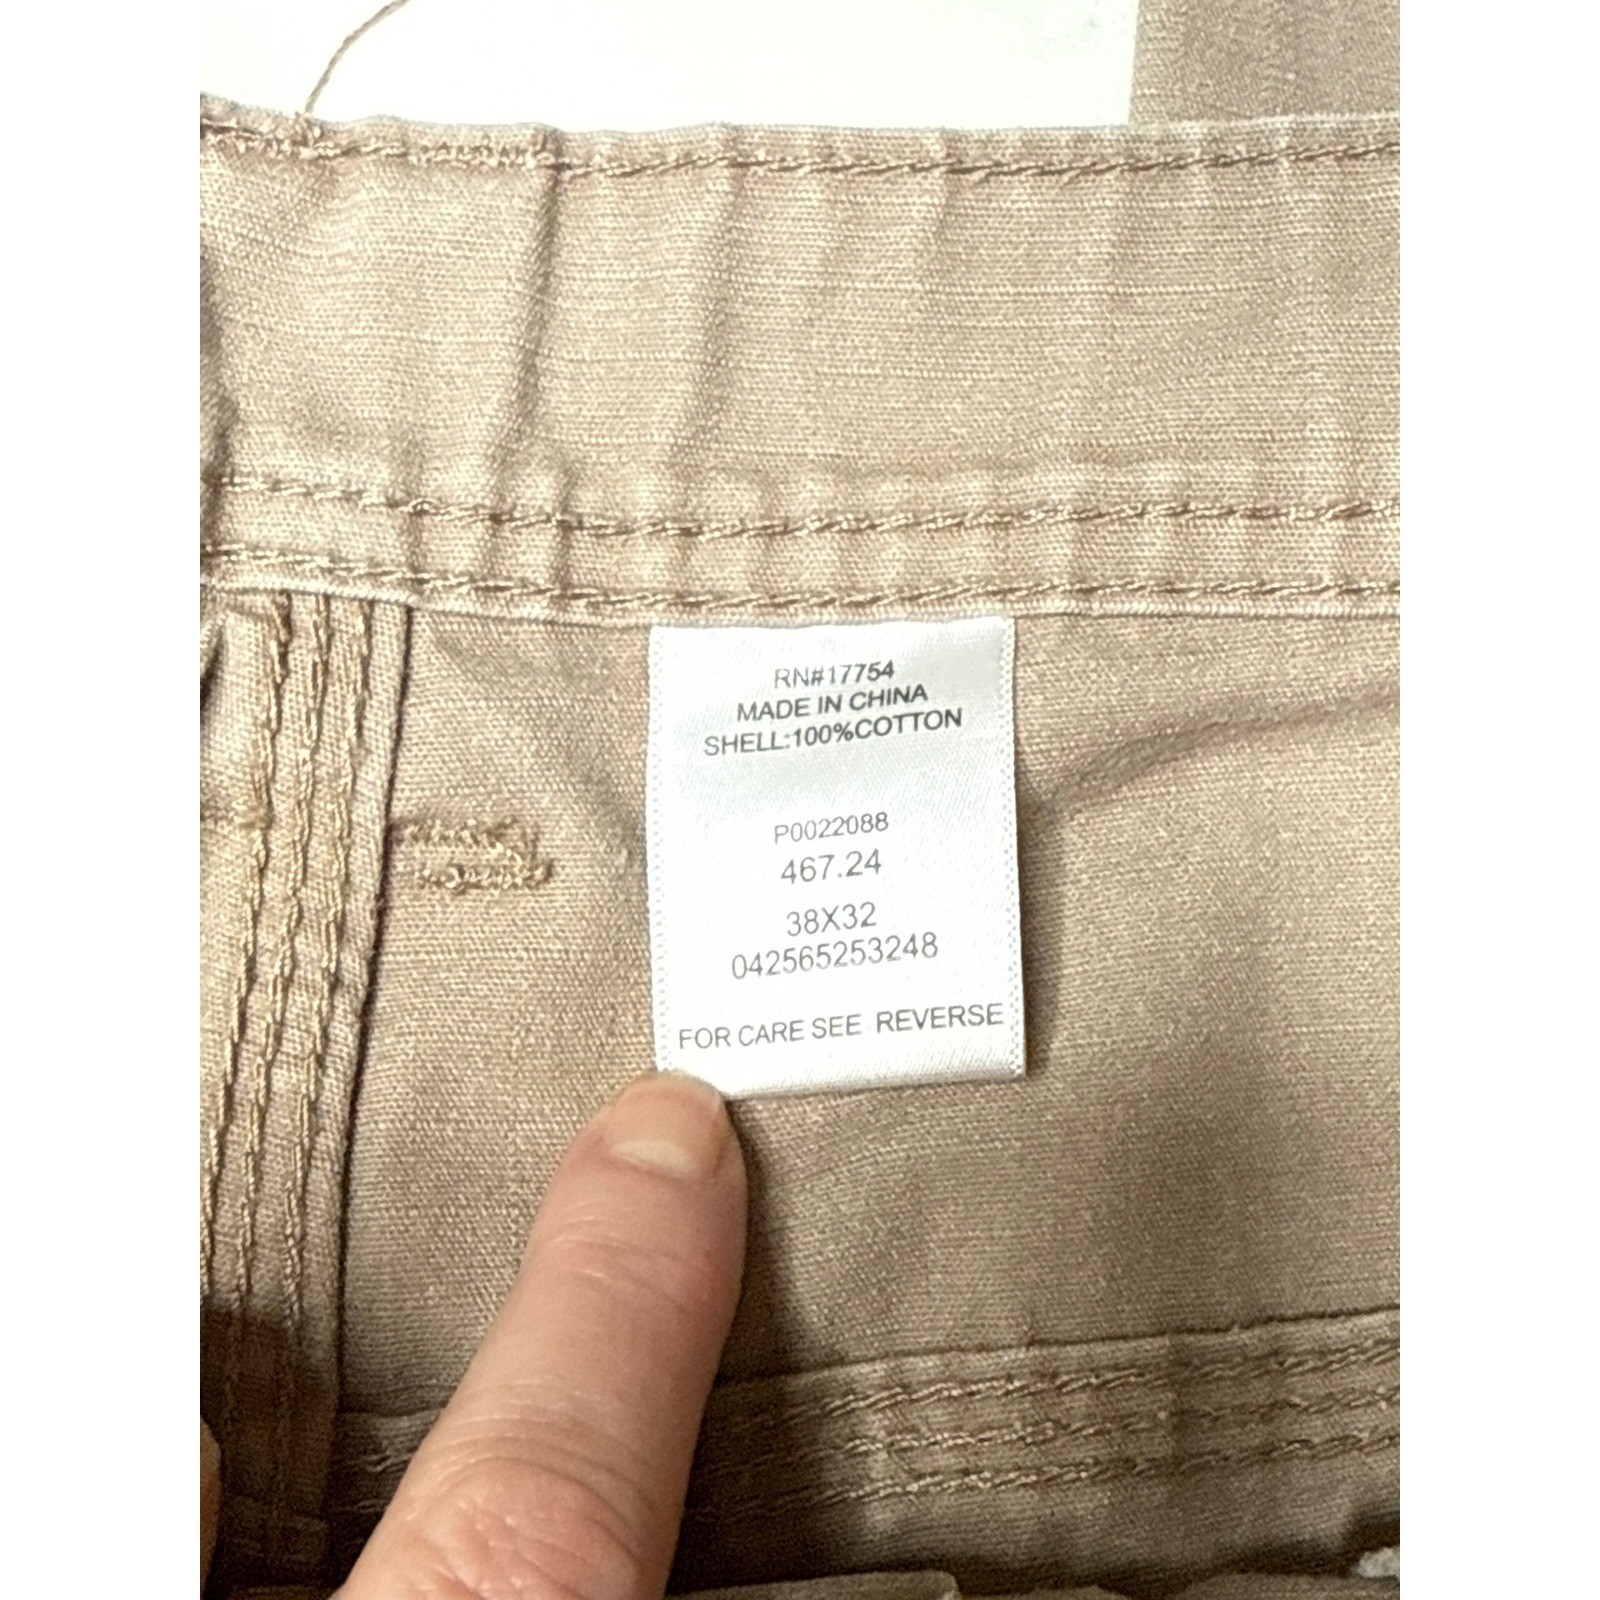 RN#17754
MADE IN CHINA
SHELL:100%COTTON
P0022088
467.24
38X32
042565253248
FOR CARE SEE REVERSE